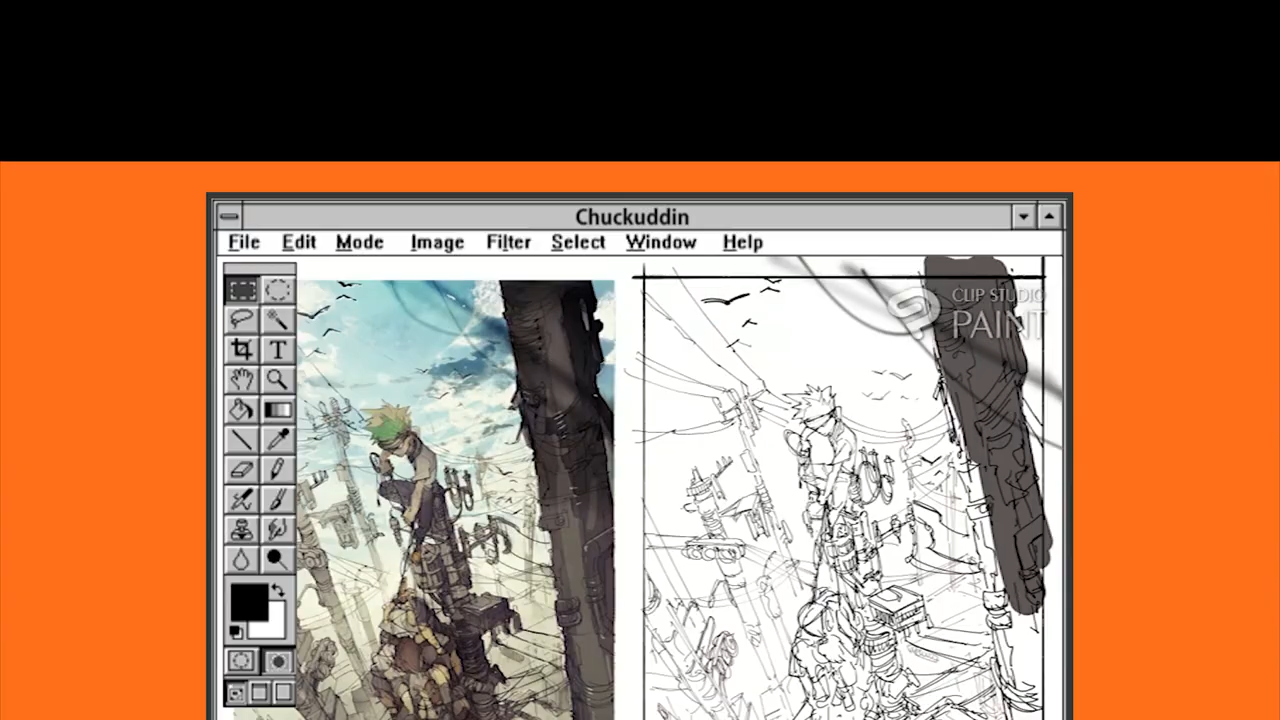 Chuckuddin
File Edit Mode Image Filter Select Window Help
CLIP STUDIO
PAINT
T